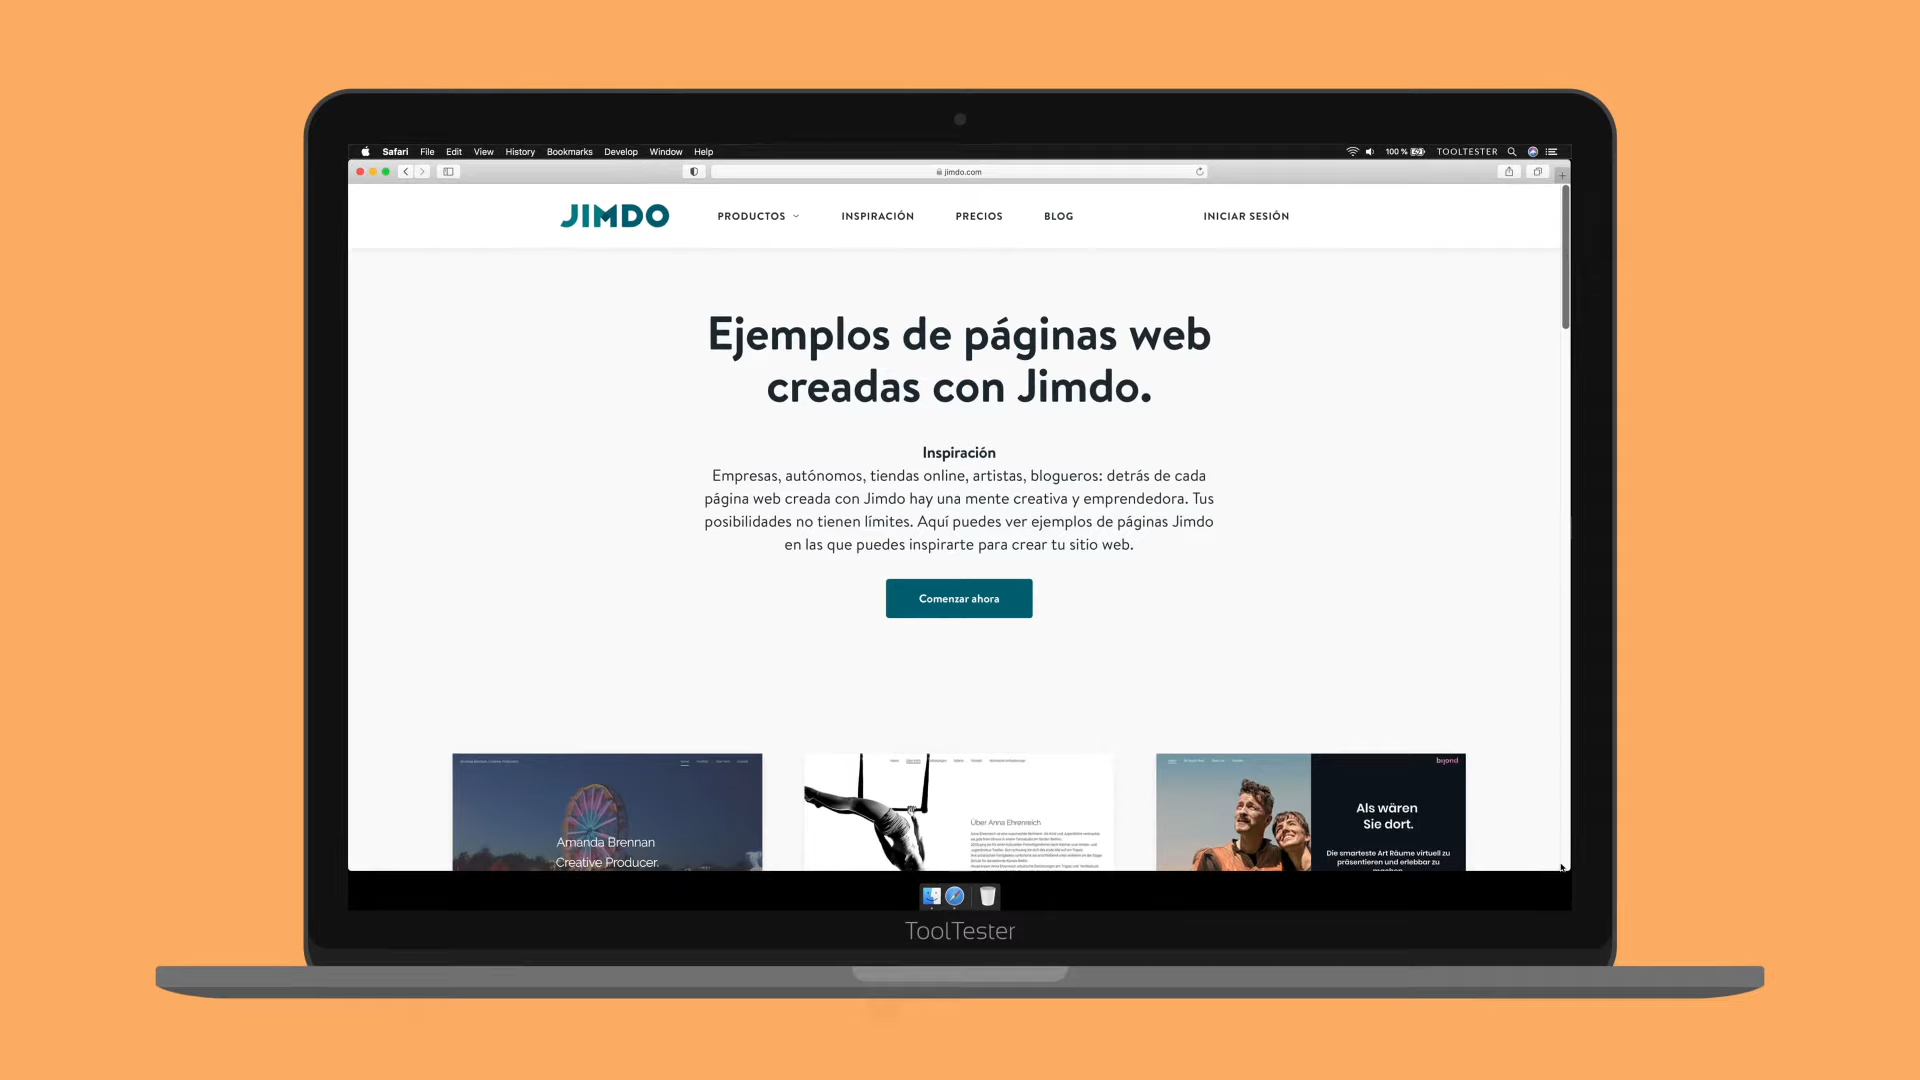 Safari File Edit View History Bookmarks Develop Window Help
100 % TOOLTESTER
jimdo.com
JIMDO PRODUCTOS INSPIRACIÓN PRECIOS BLOG INICIAR SESIÓN
Ejemplos de páginas web
creadas con Jimdo.
Inspiración
Empresas, autónomos, tiendas online, artistas, blogueros: detrás de cada
página web creada con Jimdo hay una mente creativa y emprendedora. Tus
posibilidades no tienen límites. Aquí puedes ver ejemplos de páginas Jimdo
en las que puedes inspirarte para crear tu sitio web.
Comenzar ahora
Amanda Brennan
Creative Producer.
Über Anna Ehrenreich
bijond
Als wären
Sie dort.
Die smarteste Art Räume virtuell zu
präsentieren und erlebbar zu
ToolTester